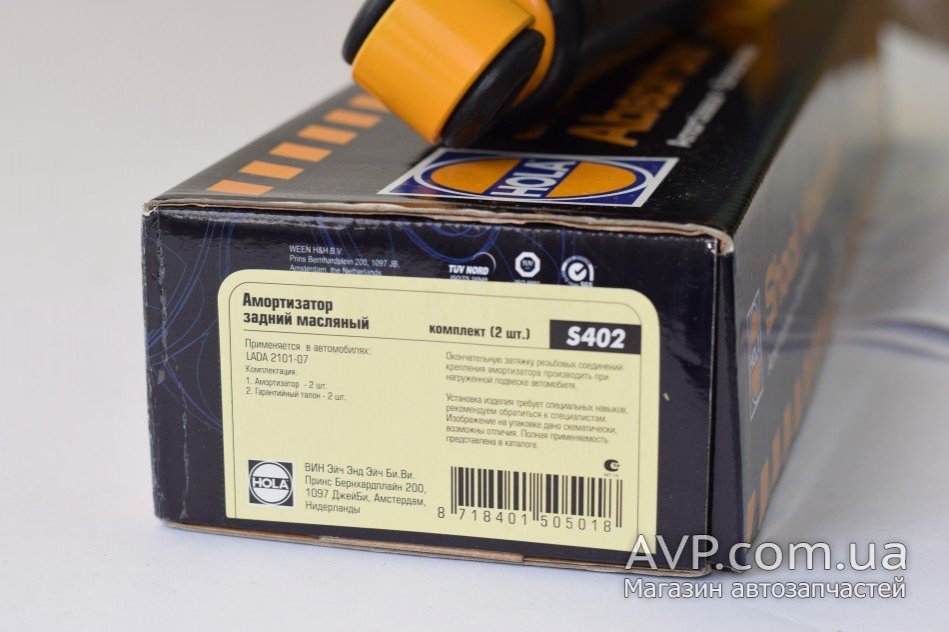 HOLA
WEEN H&H B.V.
Prins Bernhardplein 200, 1097 JB,
Amsterdam, the Netherlands
TÜV NORD
Амортизатор
задний масляный
комплект (2 шт.)
S402
Применяется в автомобилях:
LADA 2101-07
Комплектация:
1. Амортизатор - 2 шт.
2. Гарантийный талон - 2 шт.
Окончательную затяжку резьбовых соединений
крепления амортизатора производить при
нагруженной подвеске автомобиля.
Установка изделия требует специальных навыков,
рекомендуем обратиться к специалистам.
Изображение на упаковке дано схематически,
возможны отличия. Полная применяемость
представлена в каталоге.
HOLA
ВИН Эйч Энд Эйч Би.Ви.
Принс Бернхардплайн 200,
1097 ДжейБи, Амстердам,
Нидерланды
8 718401 505018
AVP.com.ua
Магазин автозапчастей